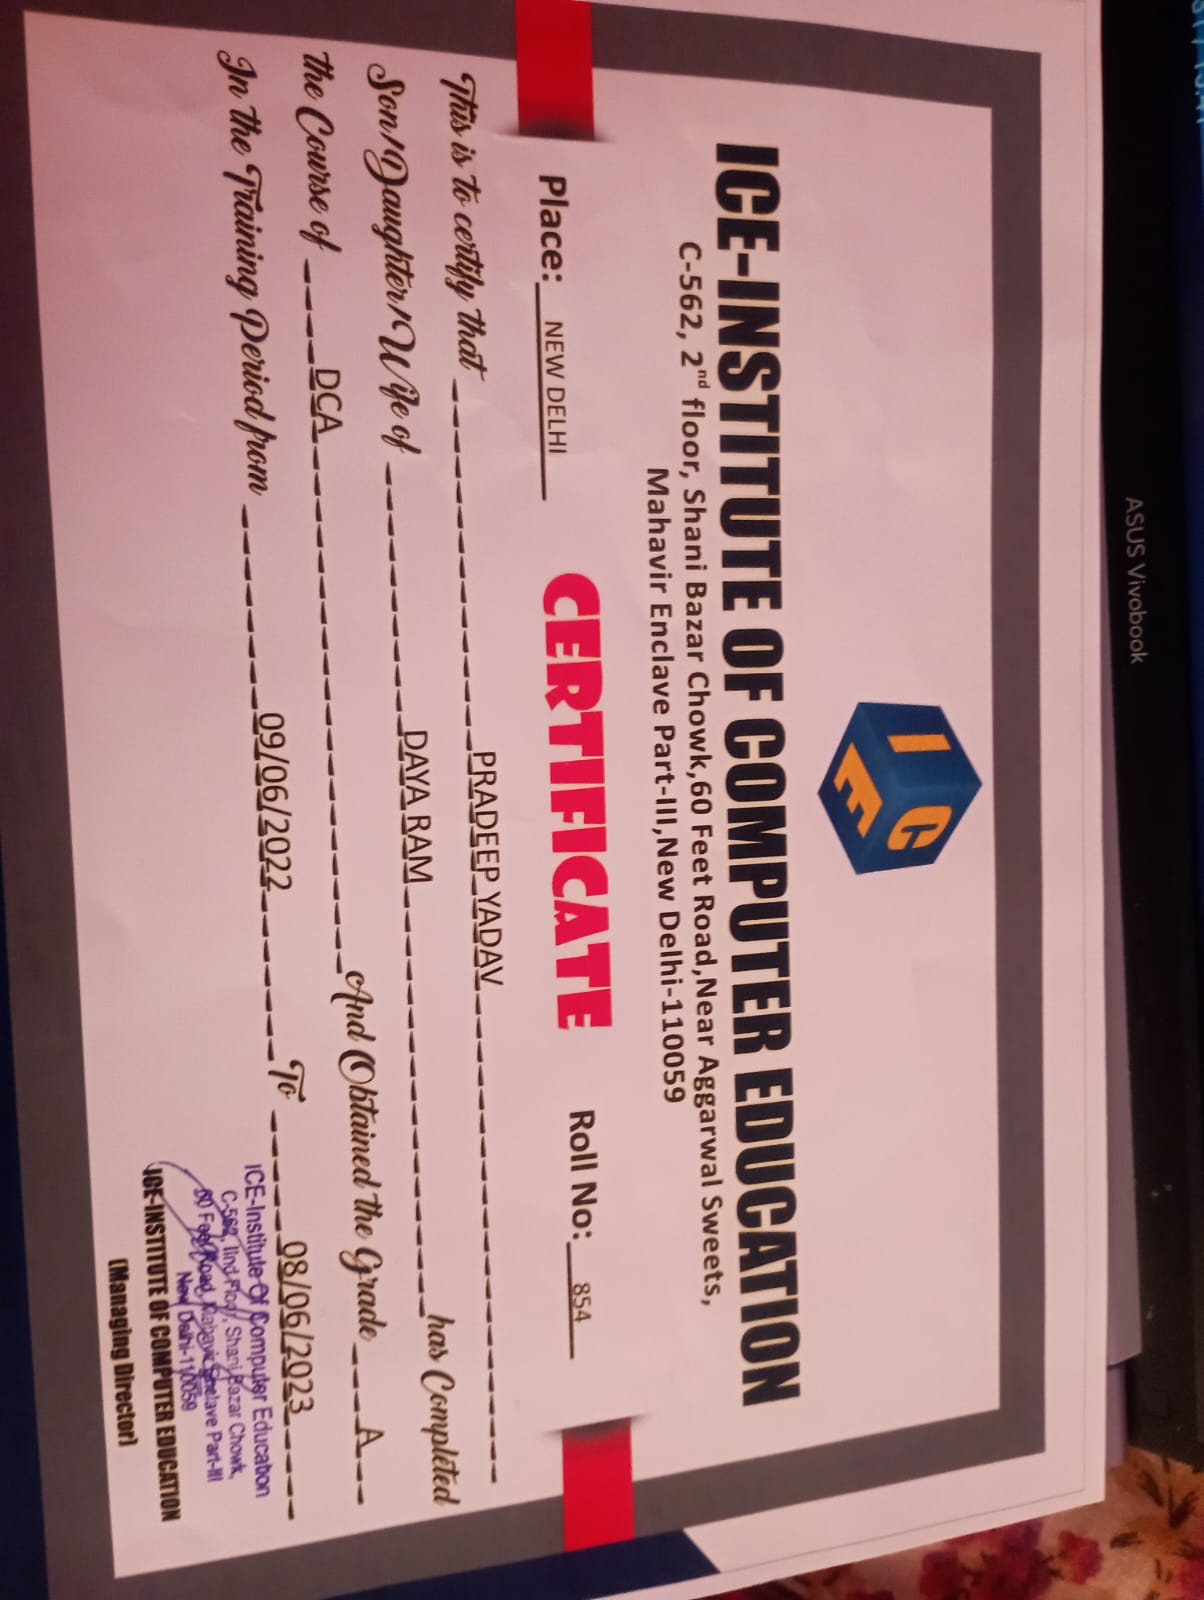 ICE
ICE-INSTITUTE OF COMPUTER EDUCATION
C-562, 2nd floor, Shani Bazar Chowk,60 Feet Road,Near Aggarwal Sweets,
Mahavir Enclave Part-III,New Delhi-110059
Place: NEW DELHI CERTIFICATE Roll No: 854
This is to certify that PRADEEP YADAV
Son/Daughter/Wife of DAYA RAM has Completed
the Course of DCA And Obtained the Grade A
In the Training Period from 09/06/2022 To 08/06/2023
ICE-Institute Of Computer Education
C-562, IInd Floor, Shani Bazar Chowk,
60 Feet Road, Mahavir Enclave Part-III
New Delhi-110059
ICE-INSTITUTE OF COMPUTER EDUCATION
(Managing Director)
ASUS Vivobook